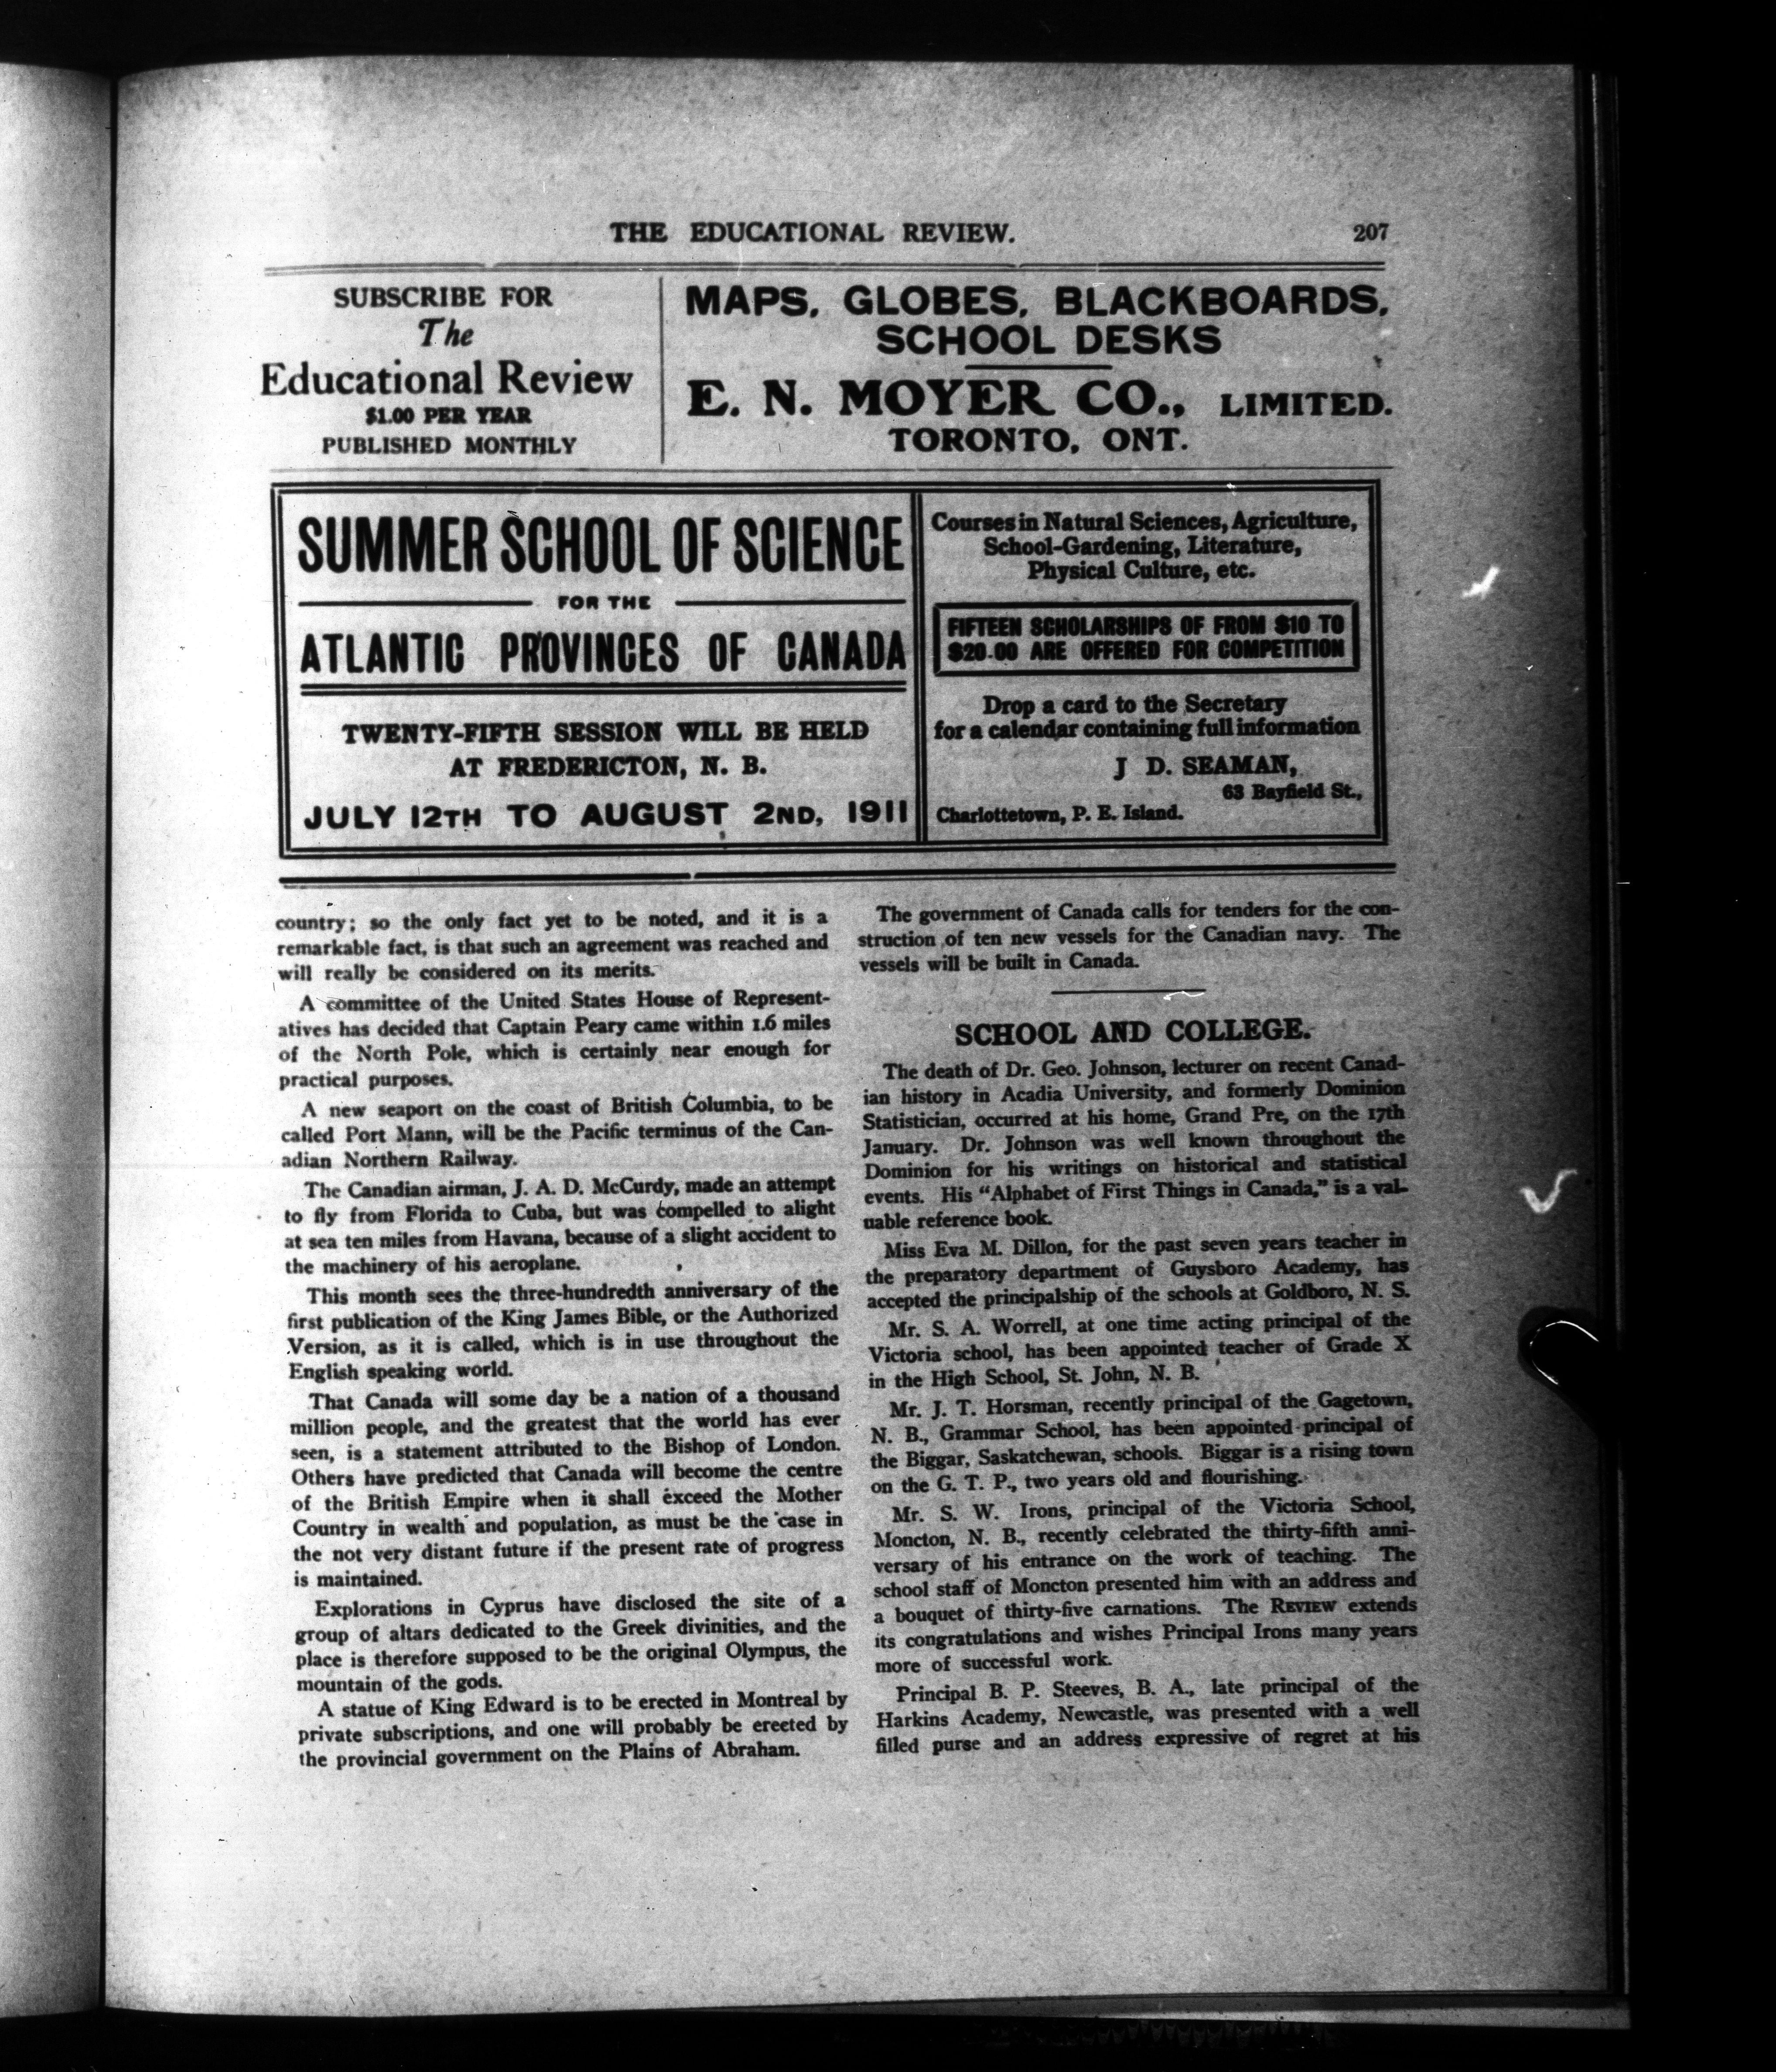 THE EDUCATIONAL REVIEW. 207
SUBSCRIBE FOR
The
Educational Review
$1.00 PER YEAR
PUBLISHED MONTHLY
MAPS, GLOBES, BLACKBOARDS,
SCHOOL DESKS
E. N. MOYER CO., LIMITED.
TORONTO, ONT.
SUMMER SCHOOL OF SCIENCE
FOR THE
ATLANTIC PROVINCES OF CANADA
TWENTY-FIFTH SESSION WILL BE HELD
AT FREDERICTON, N. B.
JULY 12TH TO AUGUST 2ND, 1911
Courses in Natural Sciences, Agriculture,
School-Gardening, Literature,
Physical Culture, etc.
FIFTEEN SCHOLARSHIPS OF FROM $10 TO
$20.00 ARE OFFERED FOR COMPETITION
Drop a card to the Secretary
for a calendar containing full information
J D. SEAMAN,
63 Bayfield St.,
Charlottetown, P. E. Island.
country; so the only fact yet to be noted, and it is a
remarkable fact, is that such an agreement was reached and
will really be considered on its merits.
A committee of the United States House of Represent-
atives has decided that Captain Peary came within 1.6 miles
of the North Pole, which is certainly near enough for
practical purposes.
A new seaport on the coast of British Columbia, to be
called Port Mann, will be the Pacific terminus of the Can-
adian Northern Railway.
The Canadian airman, J. A. D. McCurdy, made an attempt
to fly from Florida to Cuba, but was compelled to alight
at sea ten miles from Havana, because of a slight accident to
the machinery of his aeroplane.
This month sees the three-hundredth anniversary of the
first publication of the King James Bible, or the Authorized
Version, as it is called, which is in use throughout the
English speaking world.
That Canada will some day be a nation of a thousand
million people, and the greatest that the world has ever
seen, is a statement attributed to the Bishop of London.
Others have predicted that Canada will become the centre
of the British Empire when it shall exceed the Mother
Country in wealth and population, as must be the case in
the not very distant future if the present rate of progress
is maintained.
Explorations in Cyprus have disclosed the site of a
group of altars dedicated to the Greek divinities, and the
place is therefore supposed to be the original Olympus, the
mountain of the gods.
A statue of King Edward is to be erected in Montreal by
private subscriptions, and one will probably be erected by
the provincial government on the Plains of Abraham.
The government of Canada calls for tenders for the con-
struction of ten new vessels for the Canadian navy. The
vessels will be built in Canada.
SCHOOL AND COLLEGE.
The death of Dr. Geo. Johnson, lecturer on recent Canad-
ian history in Acadia University, and formerly Dominion
Statistician, occurred at his home, Grand Pre, on the 17th
January. Dr. Johnson was well known throughout the
Dominion for his writings on historical and statistical
events. His "Alphabet of First Things in Canada," is a val-
uable reference book.
Miss Eva M. Dillon, for the past seven years teacher in
the preparatory department of Guysboro Academy, has
accepted the principalship of the schools at Goldboro, N. S.
Mr. S. A. Worrell, at one time acting principal of the
Victoria school, has been appointed teacher of Grade X
in the High School, St. John, N. B.
Mr. J. T. Horsman, recently principal of the Gagetown,
N. B., Grammar School, has been appointed principal of
the Biggar, Saskatchewan, schools. Biggar is a rising town
on the G. T. P., two years old and flourishing.
Mr. S. W. Irons, principal of the Victoria School,
Moncton, N. B., recently celebrated the thirty-fifth anni-
versary of his entrance on the work of teaching. The
school staff of Moncton presented him with an address and
a bouquet of thirty-five carnations. The REVIEW extends
its congratulations and wishes Principal Irons many years
more of successful work.
Principal B. P. Steeves, B. A., late principal of the
Harkins Academy, Newcastle, was presented with a well
filled purse and an address expressive of regret at his